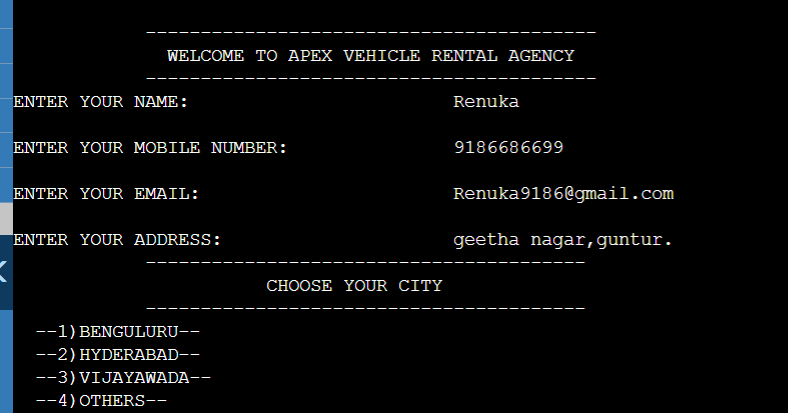 -----------------------------------------
WELCOME TO APEX VEHICLE RENTAL AGENCY
-----------------------------------------
ENTER YOUR NAME: Renuka
ENTER YOUR MOBILE NUMBER: 9186686699
ENTER YOUR EMAIL: Renuka9186@gmail.com
ENTER YOUR ADDRESS: geetha nagar,guntur.
----------------------------------------
CHOOSE YOUR CITY
----------------------------------------
--1)BENGULURU--
--2)HYDERABAD--
--3)VIJAYAWADA--
--4)OTHERS--